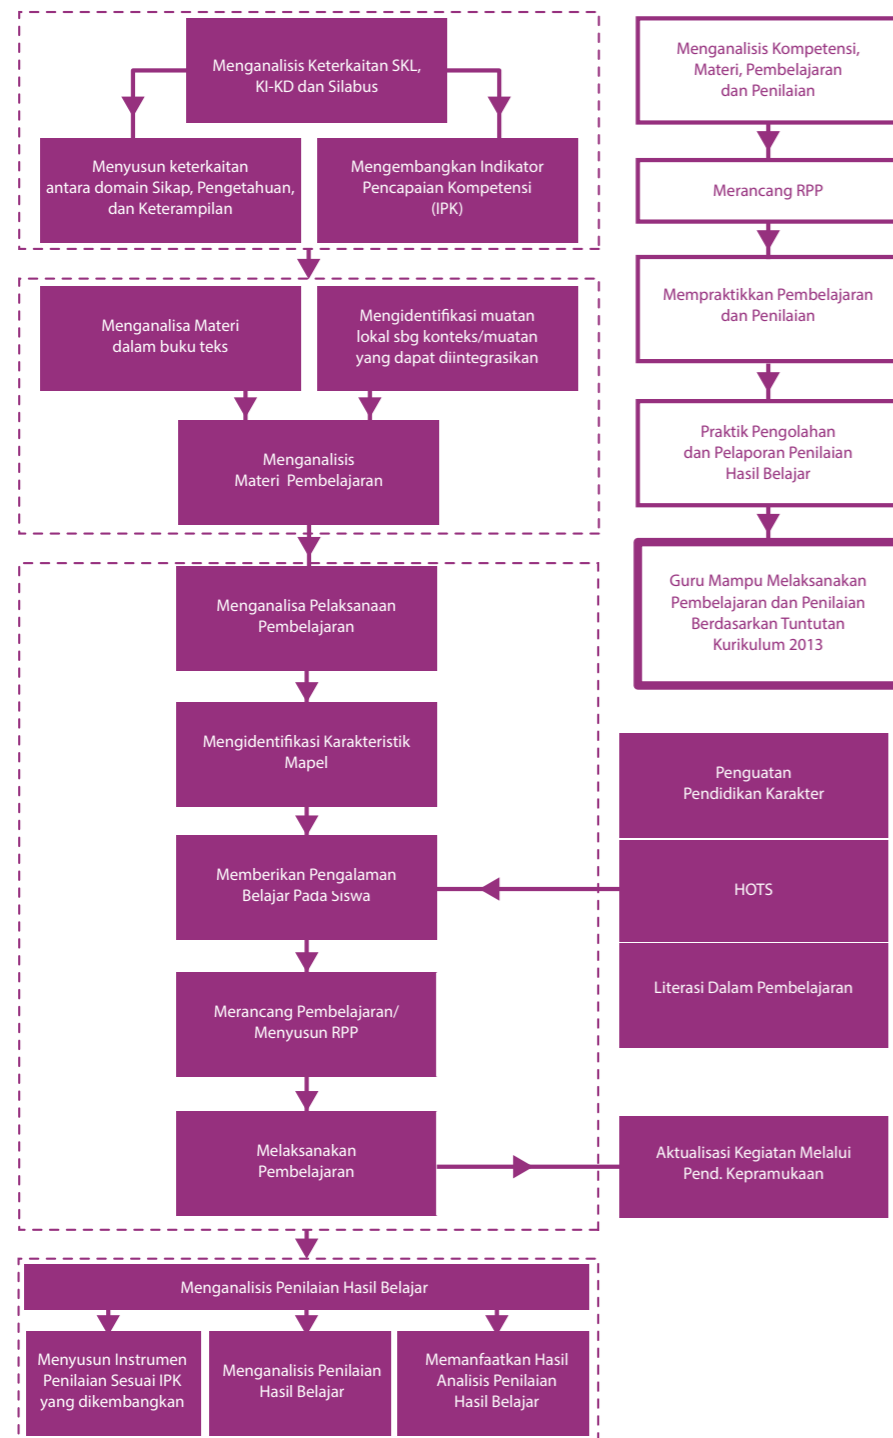 Menganalisis Keterkaitan SKL,
KI-KD dan Silabus
Menyusun keterkaitan
antara domain Sikap, Pengetahuan,
dan Keterampilan
Mengembangkan Indikator
Pencapaian Kompetensi
(IPK)
Menganalisa Materi
dalam buku teks
Mengidentifikasi muatan
lokal sbg konteks/muatan
yang dapat diintegrasikan
Menganalisis
Materi Pembelajaran
Menganalisa Pelaksanaan
Pembelajaran
Mengidentifikasi Karakteristik
Mapel
Memberikan Pengalaman
Belajar Pada Siswa
Merancang Pembelajaran/
Menyusun RPP
Melaksanakan
Pembelajaran
Menganalisis Penilaian Hasil Belajar
Menyusun Instrumen
Penilaian Sesuai IPK
yang dikembangkan
Menganalisis Penilaian
Hasil Belajar
Memanfaatkan Hasil
Analisis Penilaian
Hasil Belajar
Menganalisis Kompetensi,
Materi, Pembelajaran
dan Penilaian
Merancang RPP
Mempraktikkan Pembelajaran
dan Penilaian
Praktik Pengolahan
dan Pelaporan Penilaian
Hasil Belajar
Guru Mampu Melaksanakan
Pembelajaran dan Penilaian
Berdasarkan Tuntutan
Kurikulum 2013
Penguatan
Pendidikan Karakter
HOTS
Literasi Dalam Pembelajaran
Aktualisasi Kegiatan Melalui
Pend. Kepramukaan